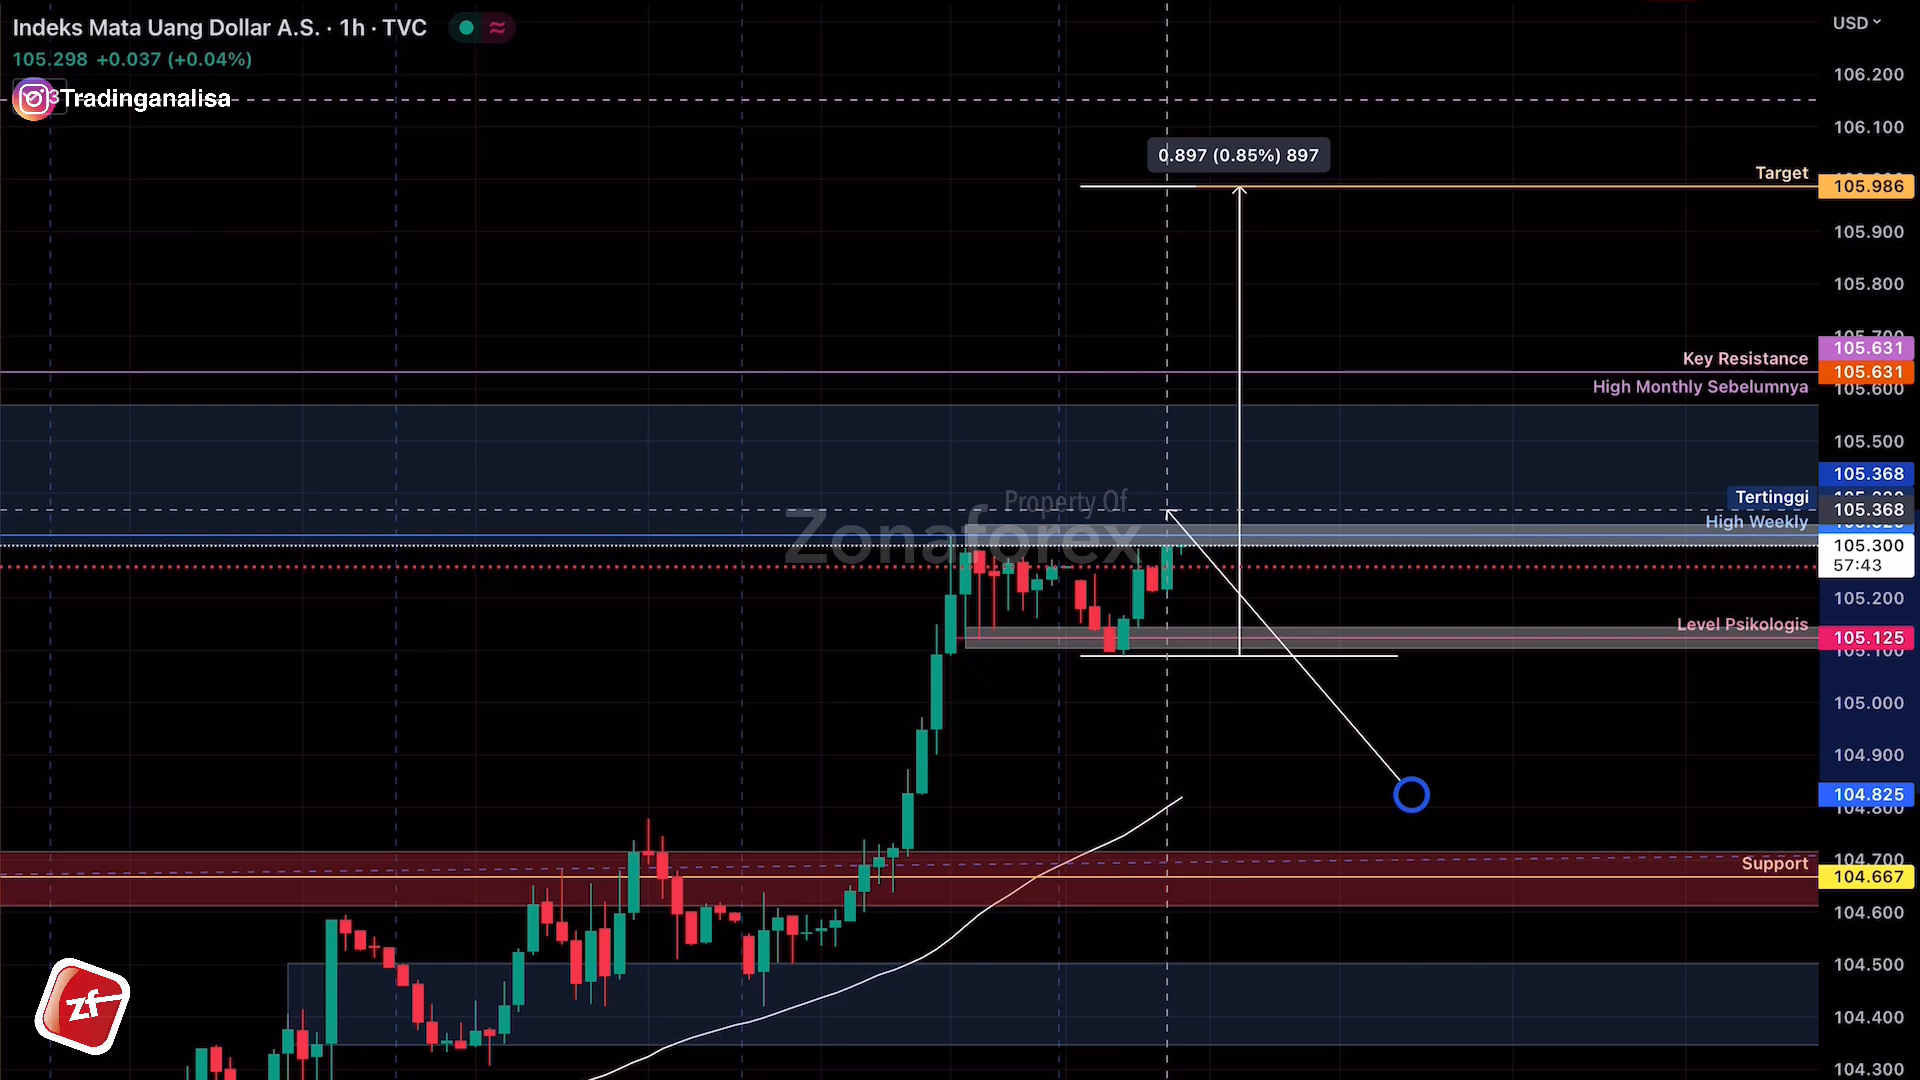 Indeks Mata Uang Dollar A.S. · 1h · TVC
105.298 +0.037 (+0.04%)
Tradinganalisa
USD
106.200
106.100
0.897 (0.85%) 897
Target
105.986
105.900
105.800
105.631
Key Resistance
105.631
High Monthly Sebelumnya
105.600
105.500
105.368
Tertinggi
105.368
High Weekly
Property Of
Zonaforex
105.300
57:43
105.200
Level Psikologis
105.125
105.100
105.000
104.900
104.825
104.800
104.700
Support
104.667
104.600
104.500
zf
104.400
104.300